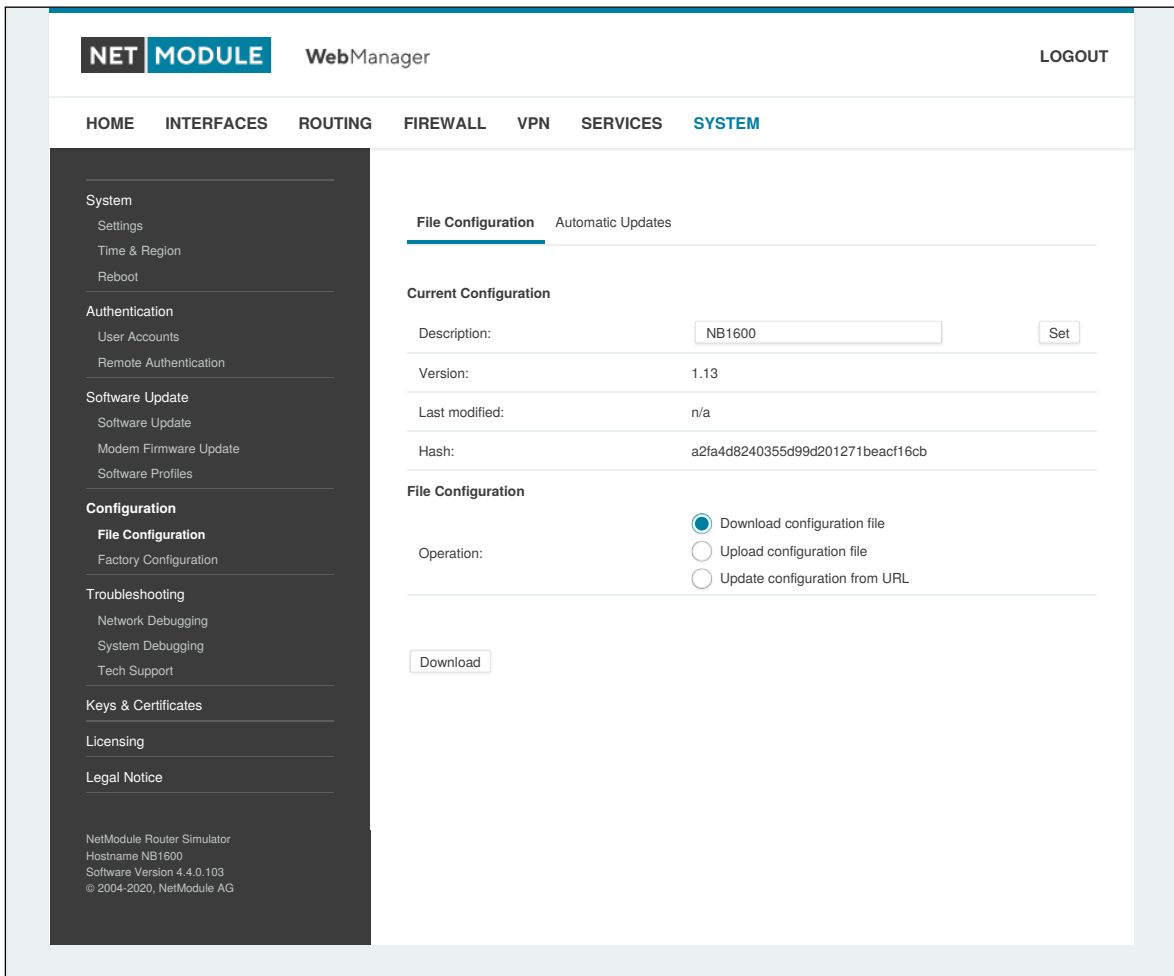 NET MODULE WebManager LOGOUT
HOME INTERFACES ROUTING FIREWALL VPN SERVICES SYSTEM
System
Settings
Time & Region
Reboot
Authentication
User Accounts
Remote Authentication
Software Update
Software Update
Modem Firmware Update
Software Profiles
Configuration
File Configuration
Factory Configuration
Troubleshooting
Network Debugging
System Debugging
Tech Support
Keys & Certificates
Licensing
Legal Notice
NetModule Router Simulator
Hostname NB1600
Software Version 4.4.0.103
© 2004-2020, NetModule AG
File Configuration Automatic Updates
Current Configuration
Description: NB1600 Set
Version: 1.13
Last modified: n/a
Hash: a2fa4d8240355d99d201271beacf16cb
File Configuration
Operation:
Download configuration file
Upload configuration file
Update configuration from URL
Download